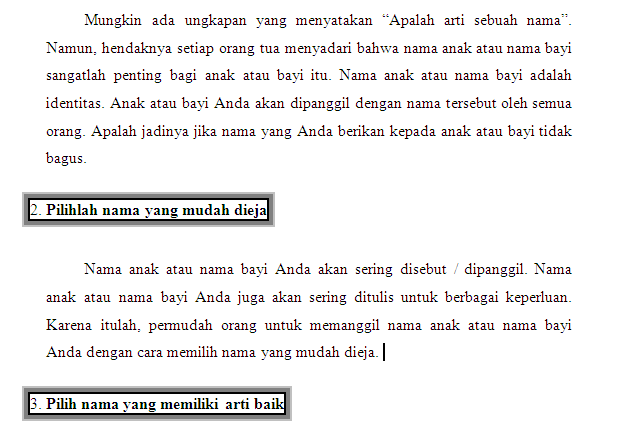 Mungkin ada ungkapan yang menyatakan “Apalah arti sebuah nama”.
Namun, hendaknya setiap orang tua menyadari bahwa nama anak atau nama bayi
sangatlah penting bagi anak atau bayi itu. Nama anak atau nama bayi adalah
identitas. Anak atau bayi Anda akan dipanggil dengan nama tersebut oleh semua
orang. Apalah jadinya jika nama yang Anda berikan kepada anak atau bayi tidak
bagus.
2. Pilihlah nama yang mudah dieja
Nama anak atau nama bayi Anda akan sering disebut / dipanggil. Nama
anak atau nama bayi Anda juga akan sering ditulis untuk berbagai keperluan.
Karena itulah, permudah orang untuk memanggil nama anak atau nama bayi
Anda dengan cara memilih nama yang mudah dieja.
3. Pilih nama yang memiliki arti baik